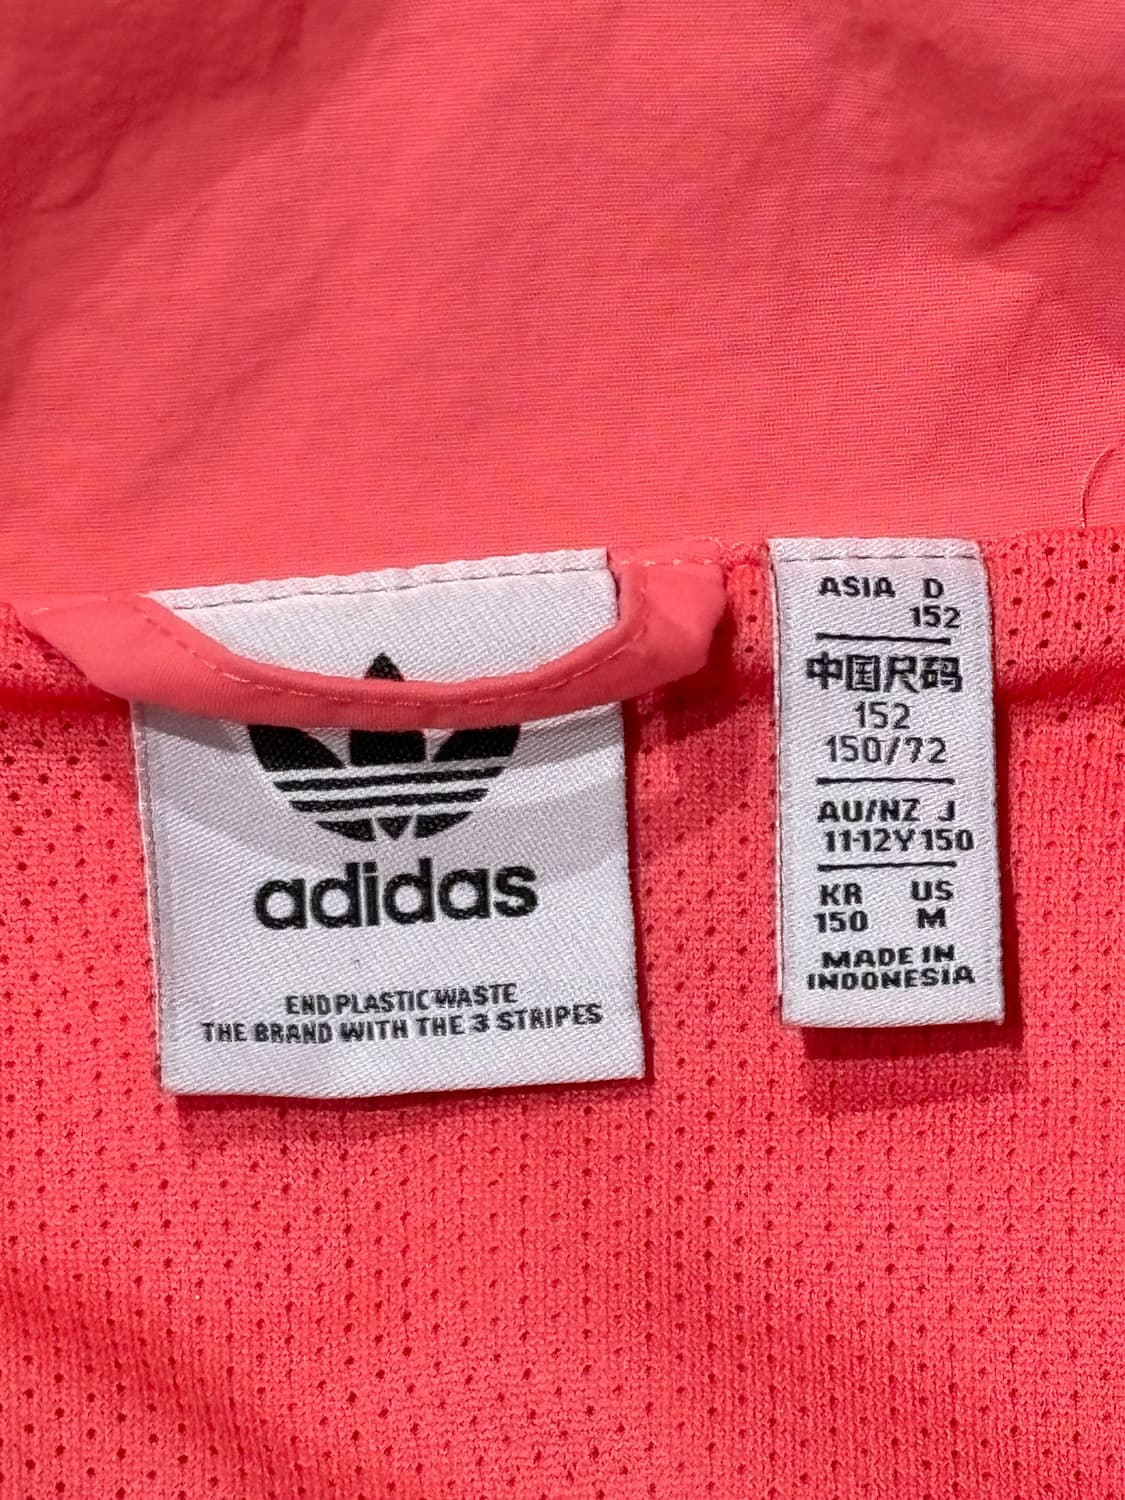 adidas
END PLASTIC WASTE
THE BRAND WITH THE 3 STRIPES
ASIA D
152
中国尺码
152
150/72
AU/NZ J
11-12Y 150
KR US
150 M
MADE IN
INDONESIA